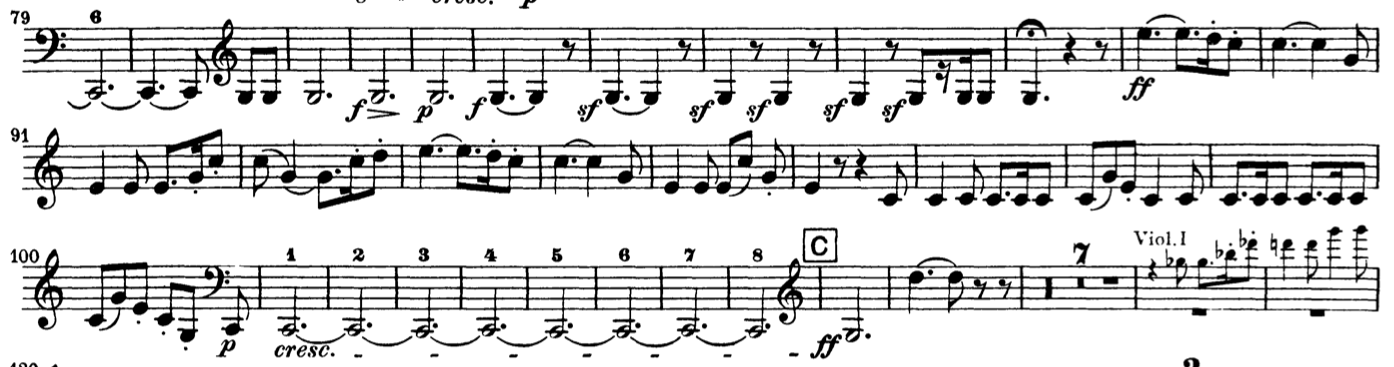 cresc. p
79 6
f p f sf sf sf sf sf ff
91
100 1 2 3 4 5 6 7 8 C 7 Viol.I
p cresc. - - - - - - - ff